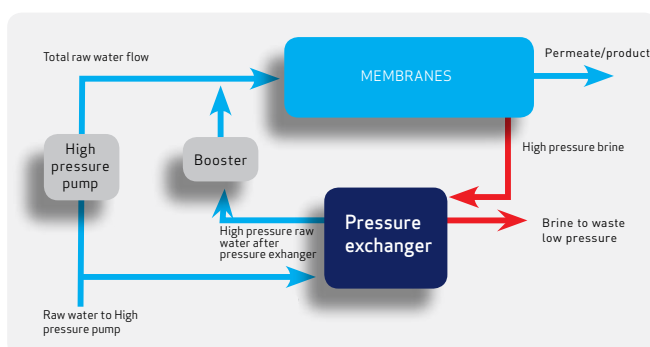 Total raw water flow
Permeate/product
MEMBRANES
High
pressure
pump
Booster
High pressure brine
Pressure
exchanger
High pressure raw
water after
pressure exhanger
Brine to waste
low pressure
Raw water to High
pressure pump